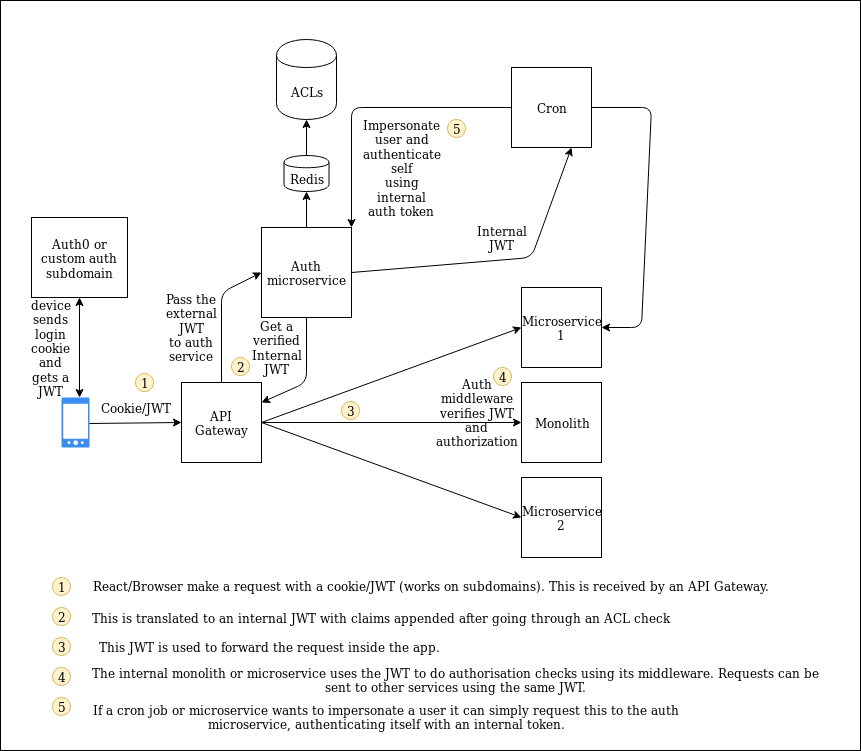 ACLs
Cron
Impersonate
user and
authenticate
self
using
internal
auth token
5
Redis
Auth0 or
custom auth
subdomain
Auth
microservice
Internal
JWT
device
sends
login
cookie
and
gets a
JWT
Pass the
external
JWT
to auth
service
Get a
verified
Internal
JWT
Microservice
1
1
2
Cookie/JWT
API
Gateway
3
4
Auth
middleware
verifies JWT
and
authorization
Monolith
Microservice
2
1 React/Browser make a request with a cookie/JWT (works on subdomains). This is received by an API Gateway.
2 This is translated to an internal JWT with claims appended after going through an ACL check
3 This JWT is used to forward the request inside the app.
4 The internal monolith or microservice uses the JWT to do authorisation checks using its middleware. Requests can be
sent to other services using the same JWT.
5 If a cron job or microservice wants to impersonate a user it can simply request this to the auth
microservice, authenticating itself with an internal token.